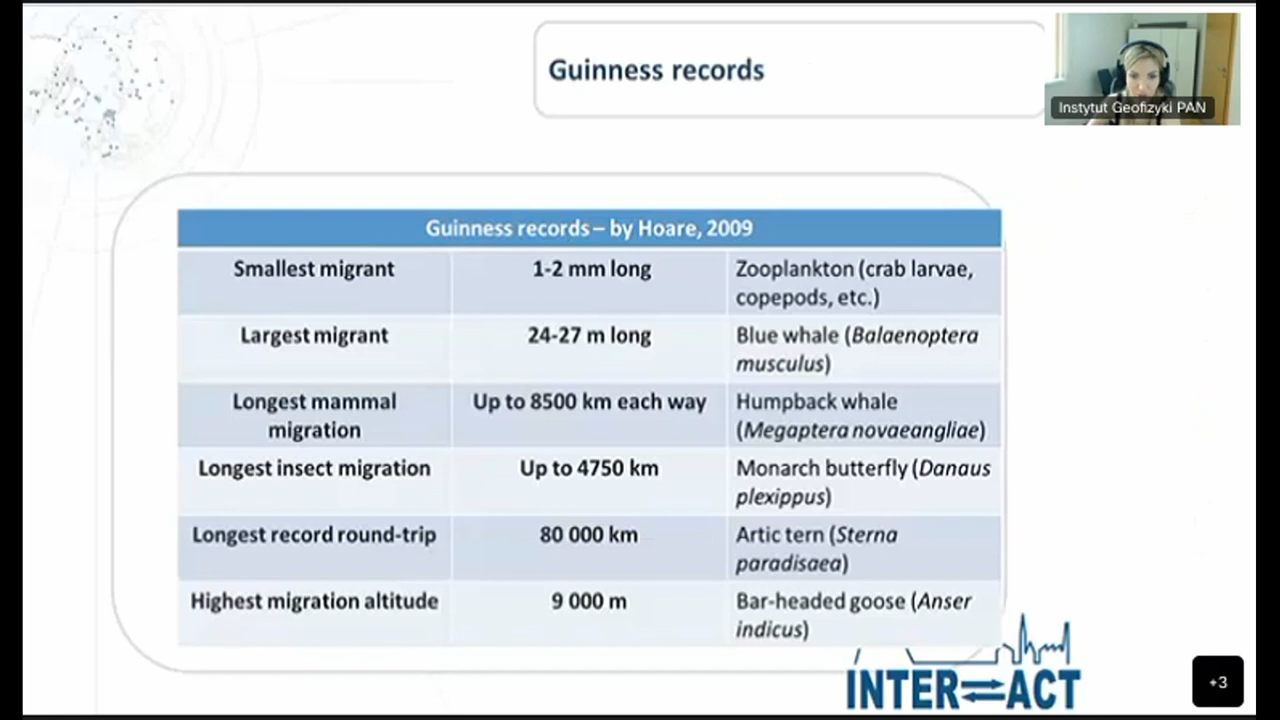 Guinness records
Instytut Geofizyki PAN
Guinness records – by Hoare, 2009
Smallest migrant
1-2 mm long
Zooplankton (crab larvae,
copepods, etc.)
Largest migrant
24-27 m long
Blue whale (Balaenoptera
musculus)
Longest mammal
migration
Up to 8500 km each way
Humpback whale
(Megaptera novaeangliae)
Longest insect migration
Up to 4750 km
Monarch butterfly (Danaus
plexippus)
Longest record round-trip
80 000 km
Artic tern (Sterna
paradisaea)
Highest migration altitude
9 000 m
Bar-headed goose (Anser
indicus)
INTER ACT
+3